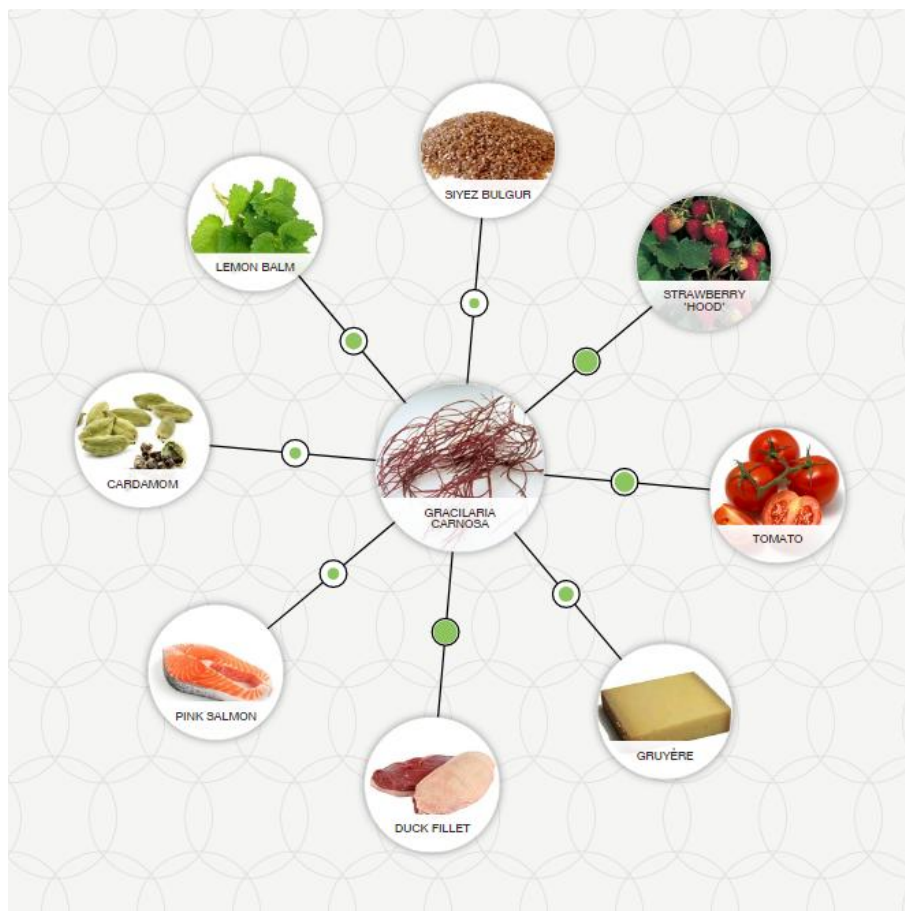 SIYEZ BULGUR
LEMON BALM
STRAWBERRY
'HOOD'
CARDAMOM
GRACILARIA
CARNOSA
TOMATO
PINK SALMON
GRUYÈRE
DUCK FILLET